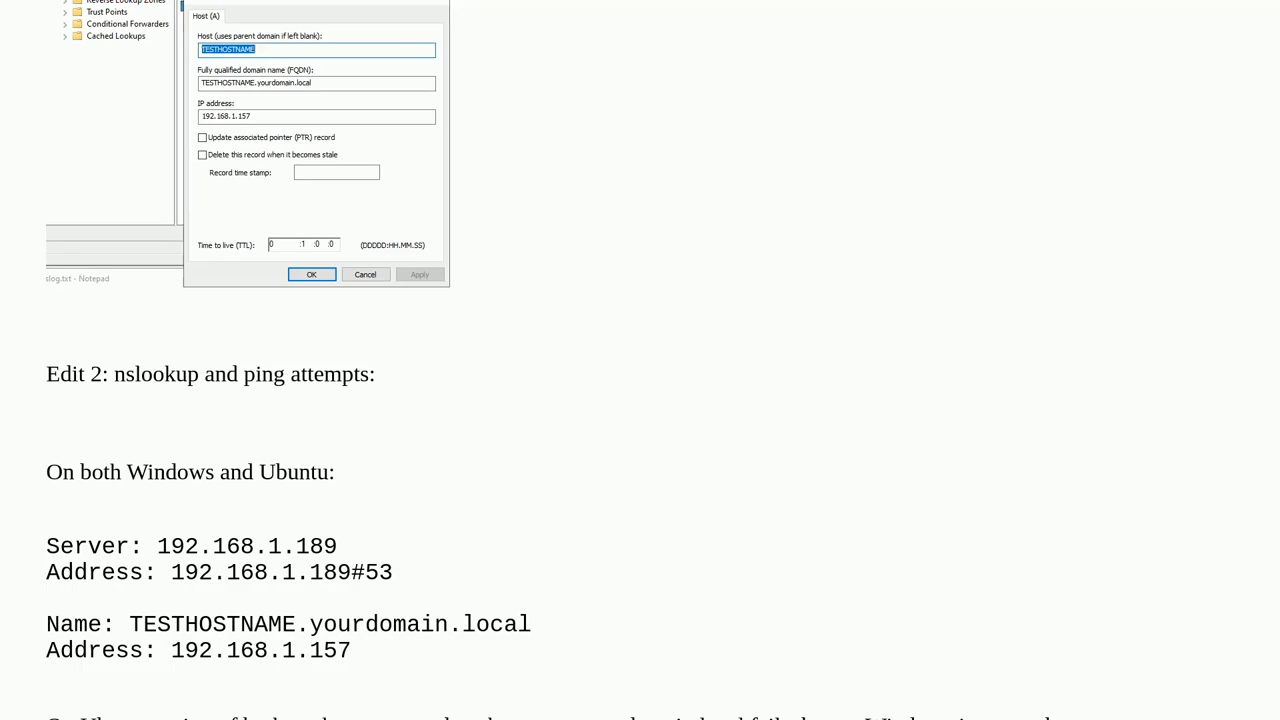 Trust Points
Conditional Forwarders
Cached Lookups
Host (A)
Host (uses parent domain if left blank):
TESTHOSTNAME
Fully qualified domain name (FQDN):
TESTHOSTNAME.yourdomain.local
IP address:
192.168.1.157
Update associated pointer (PTR) record
Delete this record when it becomes stale
Record time stamp:
Time to live (TTL): 0 :1 :0 :0 (DDDDD:HH.MM.SS)
OK Cancel Apply
slog.txt - Notepad
Edit 2: nslookup and ping attempts:
On both Windows and Ubuntu:
Server: 192.168.1.189
Address: 192.168.1.189#53
Name: TESTHOSTNAME.yourdomain.local
Address: 192.168.1.157